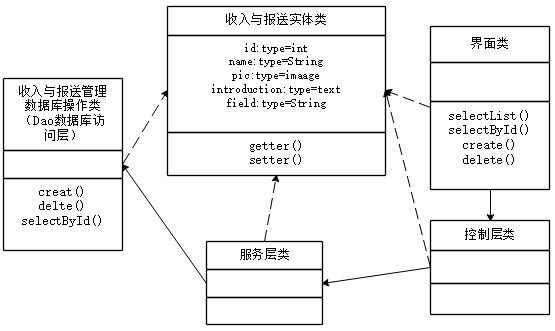 收入与报送实体类
id:type=int
name:type=String
pic:type=imaage
introduction:type=text
field:type=String
getter()
setter()
界面类
selectList()
selectById()
create()
delete()
收入与报送管理
数据库操作类
（Dao数据库访
问层）
creat()
delte()
selectById()
服务层类
控制层类